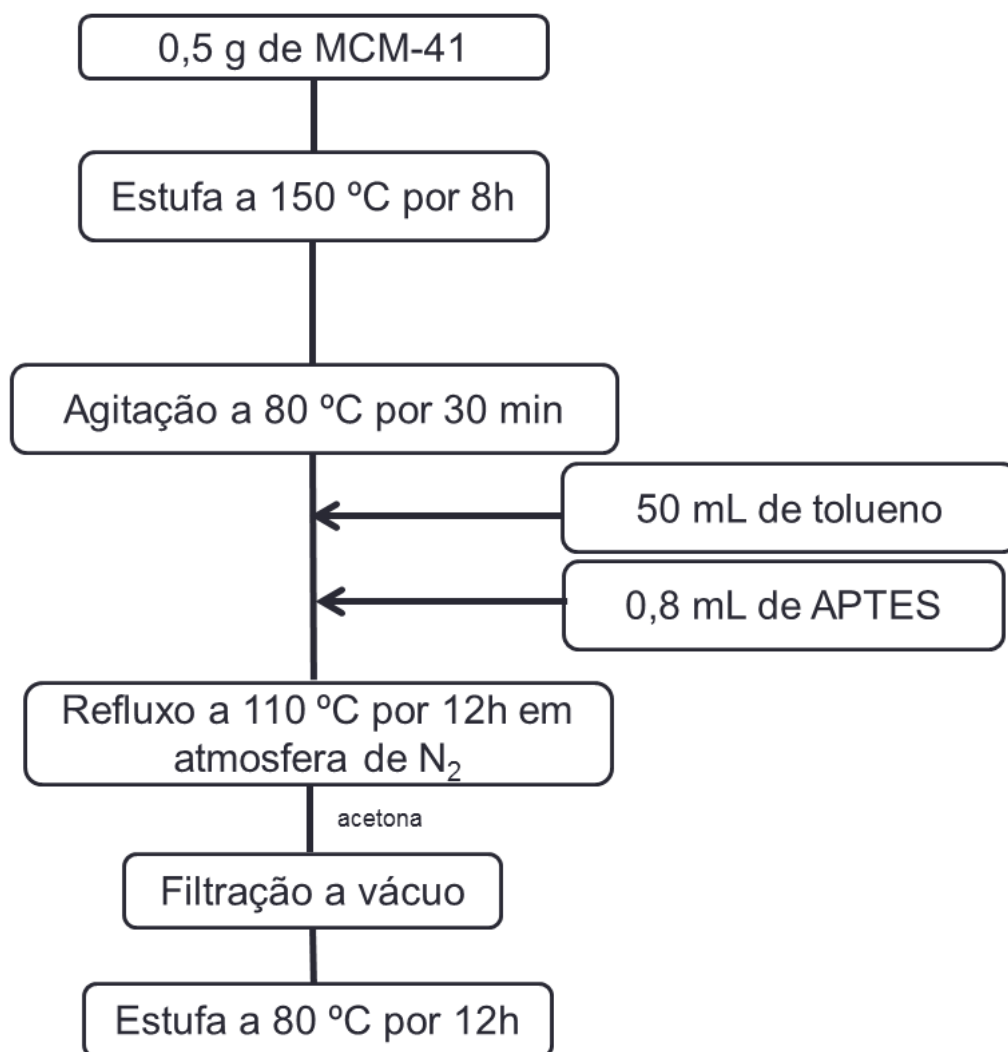 0,5 g de MCM-41
Estufa a 150 ºC por 8h
Agitação a 80 ºC por 30 min
50 mL de tolueno
0,8 mL de APTES
Refluxo a 110 ºC por 12h em
atmosfera de N₂
acetona
Filtração a vácuo
Estufa a 80 ºC por 12h